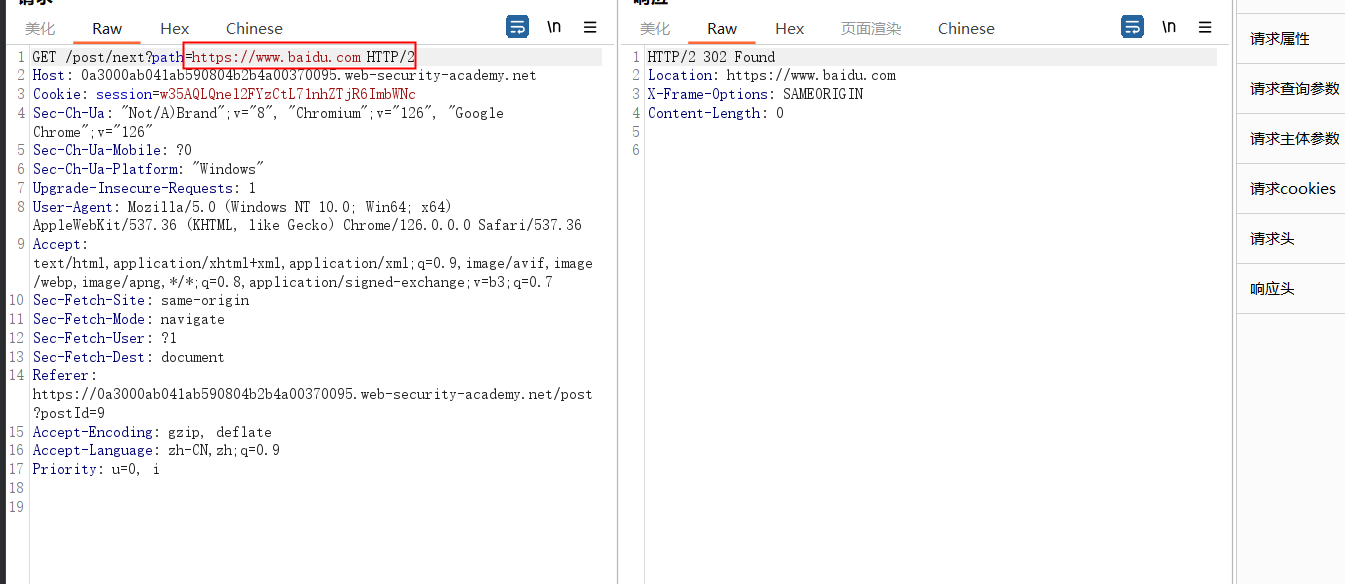 请求
美化 Raw Hex Chinese \n
1 GET /post/next?path=https://www.baidu.com HTTP/2
2 Host: 0a3000ab041ab590804b2b4a00370095.web-security-academy.net
3 Cookie: session=w35AQLQnel2FYzCtL71nhZTjR6ImbWNc
4 Sec-Ch-Ua: "Not/A)Brand";v="8", "Chromium";v="126", "Google
Chrome";v="126"
5 Sec-Ch-Ua-Mobile: ?0
6 Sec-Ch-Ua-Platform: "Windows"
7 Upgrade-Insecure-Requests: 1
8 User-Agent: Mozilla/5.0 (Windows NT 10.0; Win64; x64)
AppleWebKit/537.36 (KHTML, like Gecko) Chrome/126.0.0.0 Safari/537.36
9 Accept:
text/html,application/xhtml+xml,application/xml;q=0.9,image/avif,image
/webp,image/apng,*/*;q=0.8,application/signed-exchange;v=b3;q=0.7
10 Sec-Fetch-Site: same-origin
11 Sec-Fetch-Mode: navigate
12 Sec-Fetch-User: ?1
13 Sec-Fetch-Dest: document
14 Referer:
https://0a3000ab041ab590804b2b4a00370095.web-security-academy.net/post
?postId=9
15 Accept-Encoding: gzip, deflate
16 Accept-Language: zh-CN,zh;q=0.9
17 Priority: u=0, i
18
19
响应
美化 Raw Hex 页面渲染 Chinese \n
1 HTTP/2 302 Found
2 Location: https://www.baidu.com
3 X-Frame-Options: SAMEORIGIN
4 Content-Length: 0
5
6
请求属性
请求查询参数
请求主体参数
请求cookies
请求头
响应头